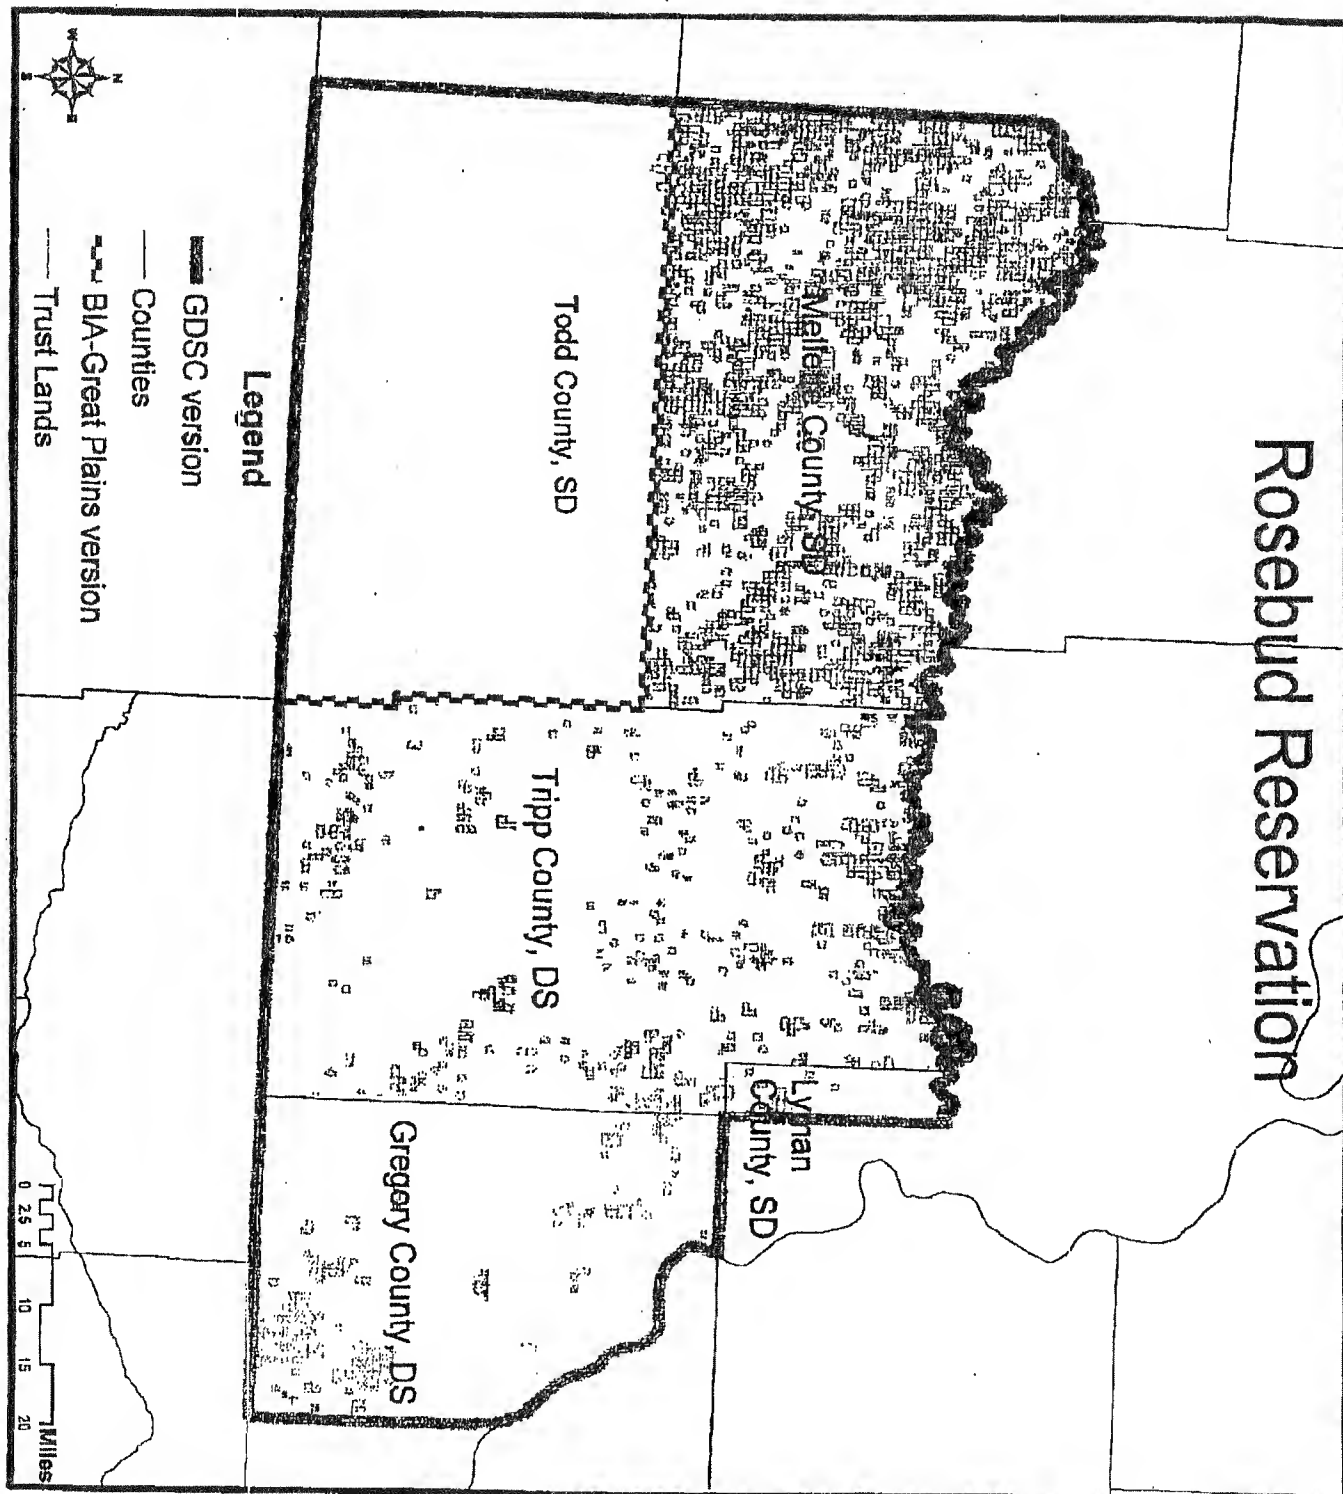 Rosebud Reservation
Mellette County, SD
Lyman
County, SD
Todd County, SD
Tripp County, DS
Gregory County, DS
Legend
GDSC version
Counties
BIA-Great Plains version
Trust Lands
N
W
E
S
0 2.5 5 10 15 20
Miles